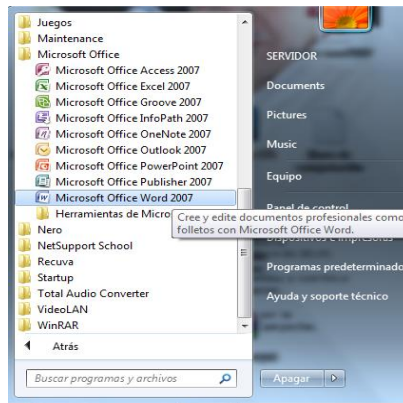 Juegos
Maintenance
Microsoft Office
Microsoft Office Access 2007
Microsoft Office Excel 2007
Microsoft Office Groove 2007
Microsoft Office InfoPath 2007
Microsoft Office OneNote 2007
Microsoft Office Outlook 2007
Microsoft Office PowerPoint 2007
Microsoft Office Publisher 2007
Microsoft Office Word 2007
Herramientas de Micro
Nero
NetSupport School
Recuva
Startup
Total Audio Converter
VideoLAN
WinRAR
Atrás
Buscar programas y archivos
SERVIDOR
Documents
Pictures
Music
Equipo
Panel de control
Cree y edite documentos profesionales como
folletos con Microsoft Office Word.
Dispositivos e impresoras
Programas predeterminado
Ayuda y soporte técnico
Apagar